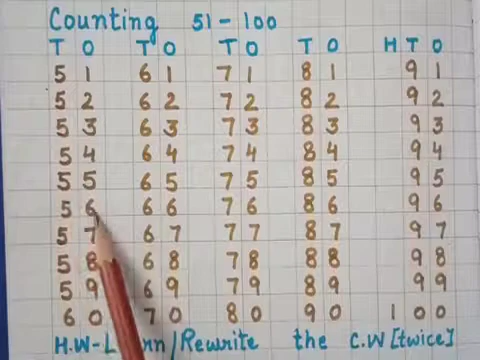 Counting 51-100
T O T O T O T O H T O
5 1 6 1 7 1 8 1 9 1
5 2 6 2 7 2 8 2 9 2
5 3 6 3 7 3 8 3 9 3
5 4 6 4 7 4 8 4 9 4
5 5 6 5 7 5 8 5 9 5
5 6 6 6 7 6 8 6 9 6
5 7 6 7 7 7 8 7 9 7
5 8 6 8 7 8 8 8 9 8
5 9 6 9 7 9 8 9 9 9
6 0 7 0 8 0 9 0 1 0 0
H.W- /Rewrite the C.W [twice]